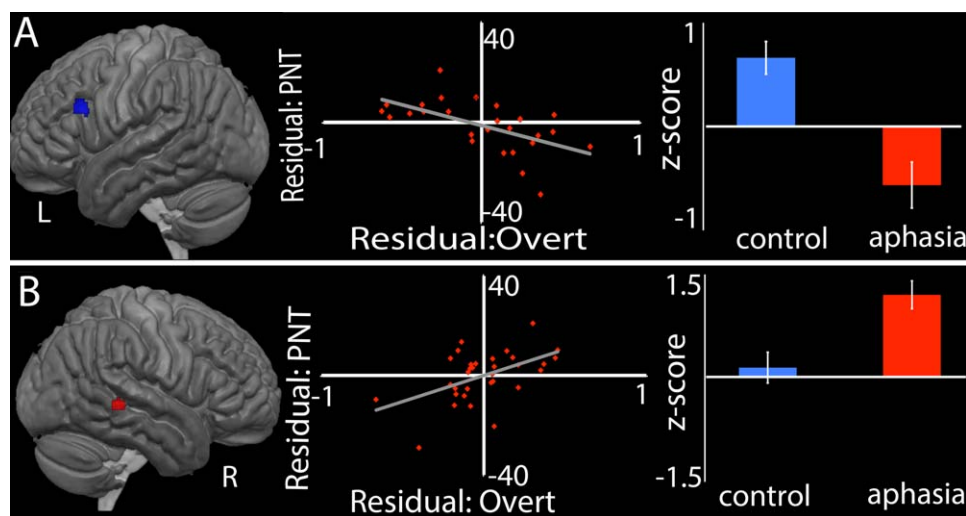 A
L
Residual: PNT
40
-1
1
-40
Residual:Overt
z-score
1
-1
control
aphasia
B
R
Residual: PNT
40
-1
1
-40
Residual: Overt
z-score
1.5
-1.5
control
aphasia